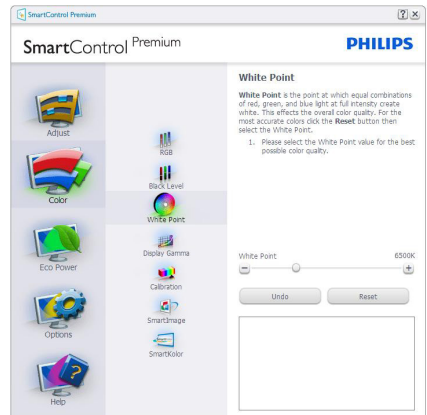 SmartControl Premium
SmartControl Premium
PHILIPS
Adjust
Color
Eco Power
Options
Help
RGB
Black Level
White Point
Display Gamma
Calibration
SmartImage
SmartKolor
White Point
White Point is the point at which equal combinations
of red, green, and blue light at full intensity create
white. This effects the overall color quality. For the
most accurate colors click the Reset button then
select the White Point.
1. Please select the White Point value for the best
possible color quality.
White Point 6500K
Undo Reset